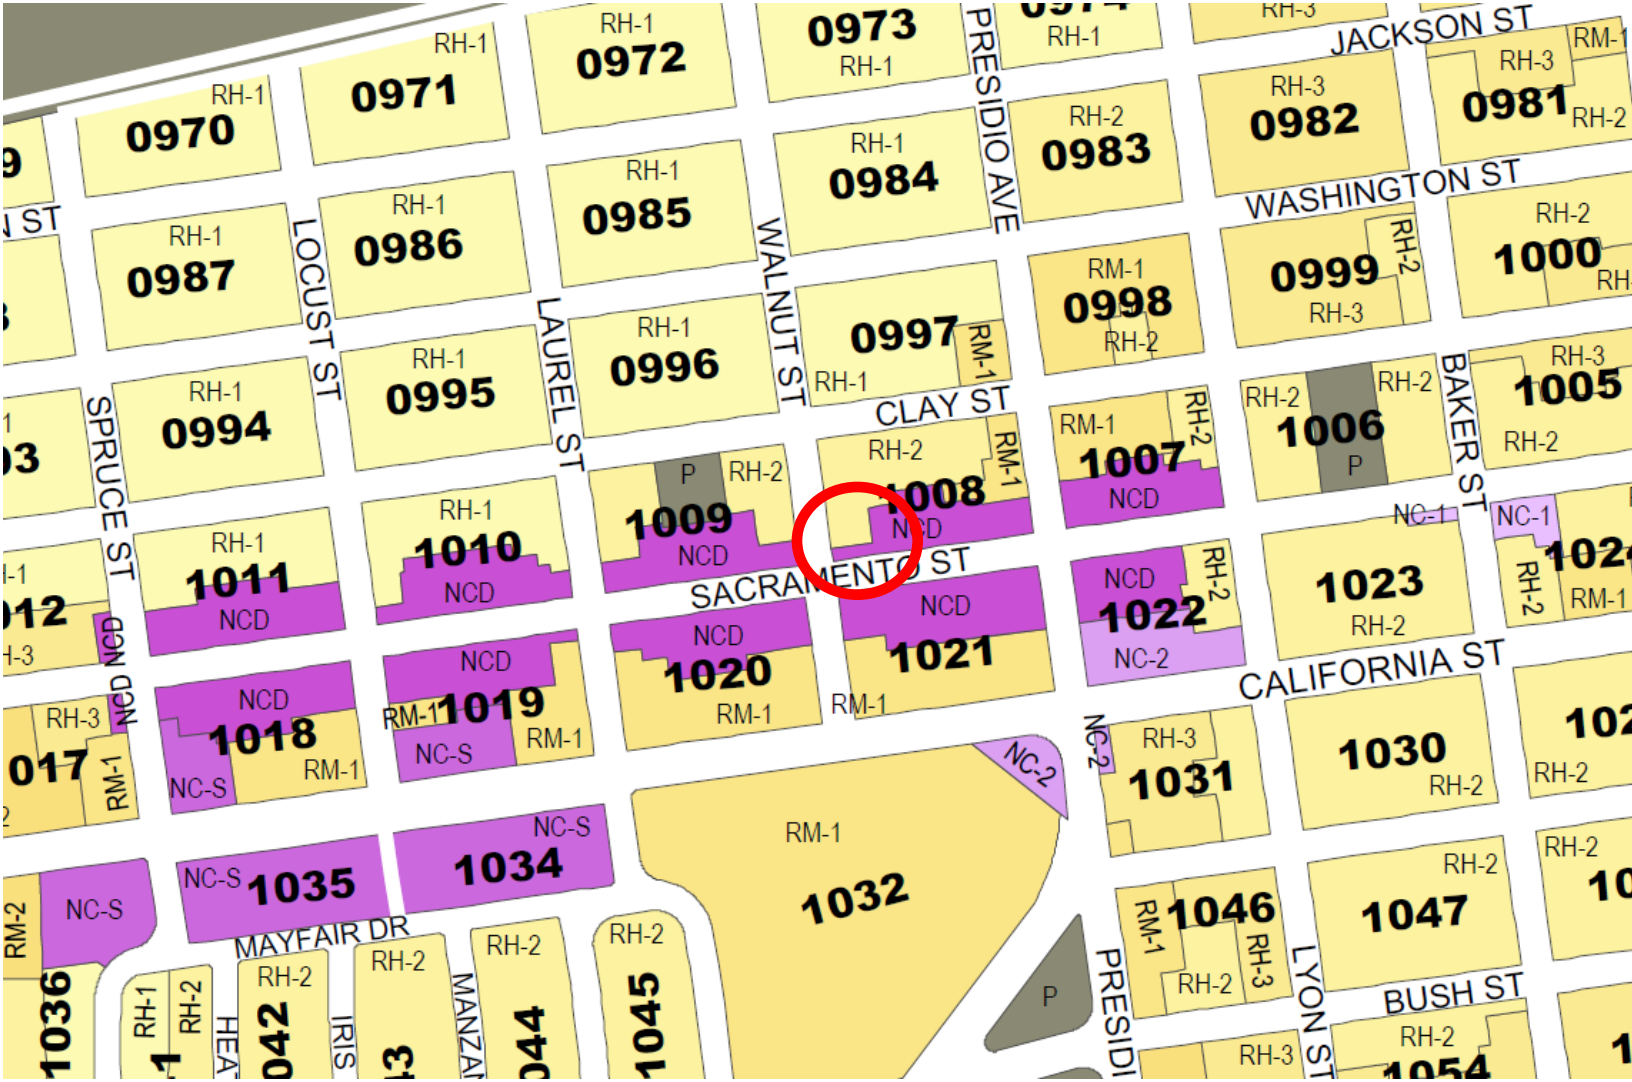 RH-1
0970
RH-1
0971
RH-1
0972
0973
RH-1
PRESIDIO AVE
RH-1
RH-3
JACKSON ST
RM-1
RH-3
0981
RH-2
RH-3
0982
RH-2
0983
RH-1
0984
RH-1
0985
RH-1
0986
RH-1
0987
LOCUST ST
WALNUT ST
WASHINGTON ST
RH-2
1000
RH-2
0999
RH-3
RM-1
0998
RH-2
0997
RM-1
RH-1
RH-1
0996
LAUREL ST
RH-1
0995
RH-1
0994
SPRUCE ST
CLAY ST
RH-2
RM-1
1008
NCD
RM-1
RH-2
1007
NCD
RH-2
RH-2
1006
P
BAKER ST
RH-3
1005
RH-2
P
RH-2
1009
NCD
RH-1
1010
NCD
RH-1
1011
NCD
NCD
NCD
SACRAMENTO ST
NC-1
NC-1
RH-2
RM-1
1023
RH-2
NCD
RH-2
1022
NC-2
NCD
1021
RM-1
NCD
1020
RM-1
NCD
RM-1
1019
NC-S
RM-1
NCD
1018
NC-S
RM-1
RH-3
RM-1
CALIFORNIA ST
NC-2
NC-2
RH-3
1031
1030
RH-2
RH-2
RM-1
1032
NC-S
1034
NC-S
1035
NC-S
RM-2
MAYFAIR DR
1036
RH-1
RH-2
RH-2
IRIS
RH-2
RH-2
RH-2
1045
P
RM-1
1046
RH-2
RH-3
LYON ST
RH-2
1047
RH-2
BUSH ST
RH-3
RH-2
1054